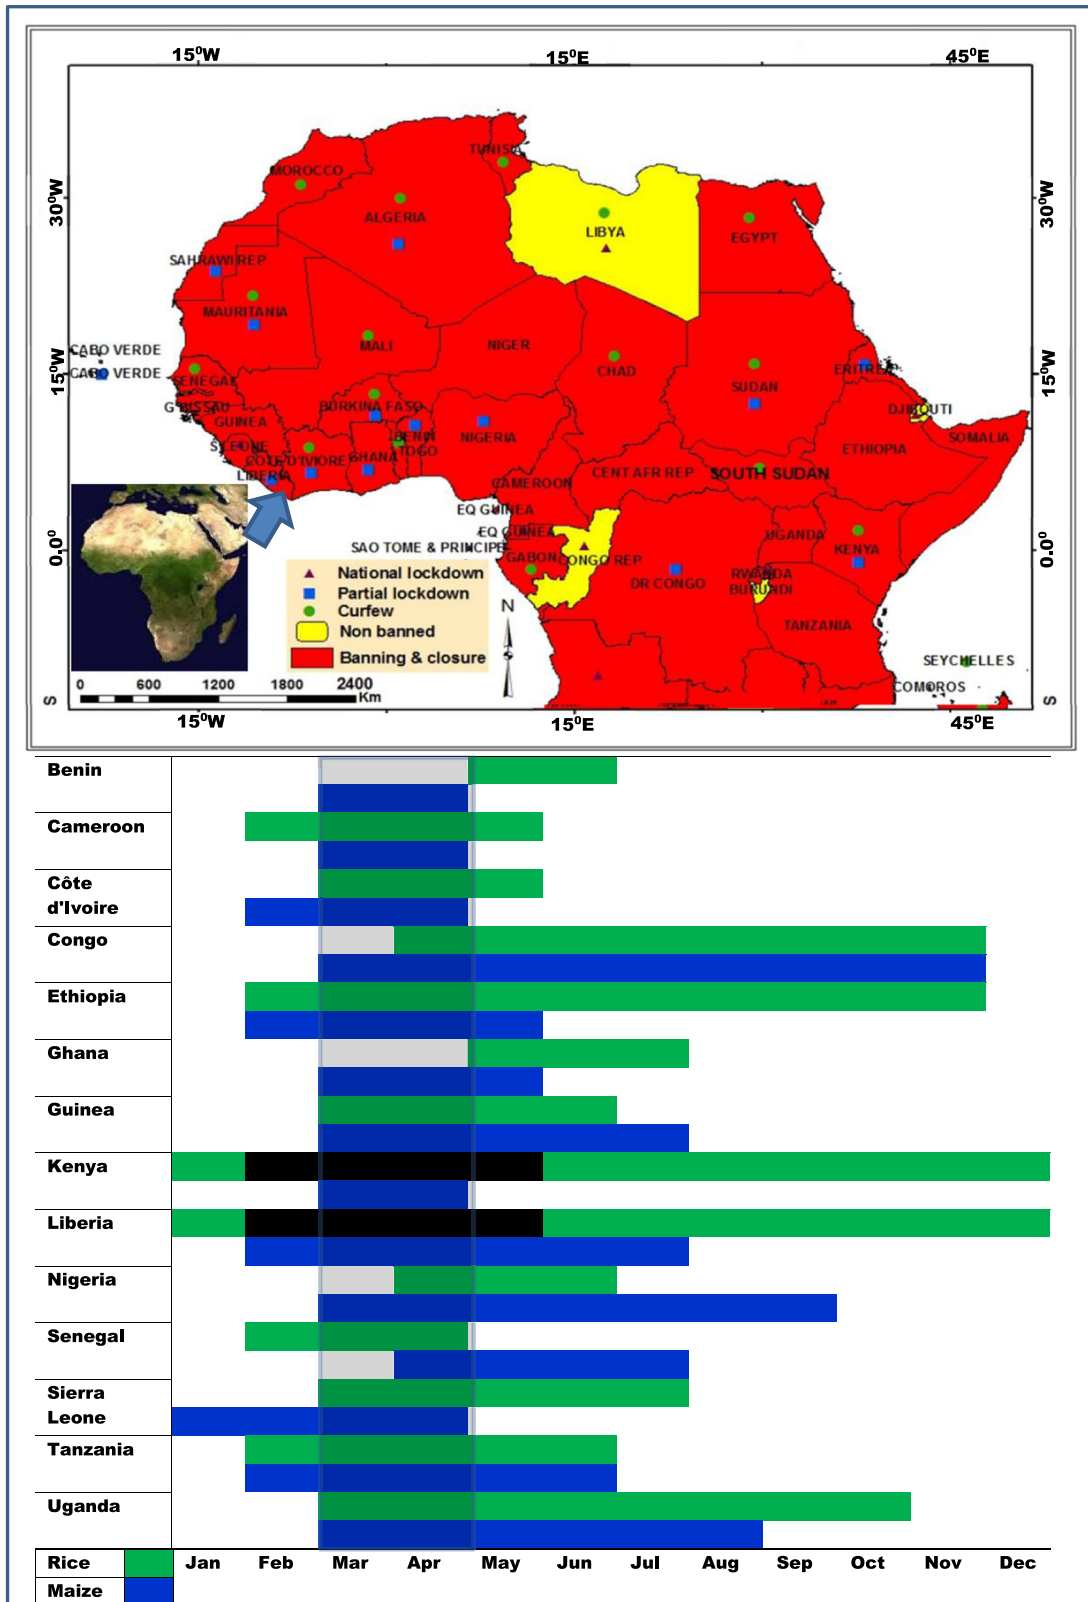 15⁰W 15⁰E 45⁰E
30⁰W
15⁰W
0.0⁰
S
30⁰W
15⁰W
0.0⁰
S
TUNISIA
MOROCCO
ALGERIA
LIBYA
EGYPT
SAHRAWI REP
MAURITANIA
CABO VERDE
CABO VERDE
MALI
NIGER
CHAD
SUDAN
ERITREA
SENEGAL
G BISSAU
GUINEA
BURKINA FASO
BENIN
TOGO
NIGERIA
DJIBOUTI
SOMALIA
ETHIOPIA
S'LEONE
COTE D'IVIORE
GHANA
LIBERIA
CAMEROON
CENT AFR REP
SOUTH SUDAN
EQ GUINEA
EQ GUINEA
SAO TOME & PRINCIPE
GABON
CONGO REP
DR CONGO
UGANDA
KENYA
RWANDA
BURUNDI
TANZANIA
SEYCHELLES
COMOROS
National lockdown
Partial lockdown
Curfew
Non banned
Banning & closure
N
0 600 1200 1800 2400
Km
15⁰W 15⁰E 45⁰E
Benin
Cameroon
Côte
d'Ivoire
Congo
Ethiopia
Ghana
Guinea
Kenya
Liberia
Nigeria
Senegal
Sierra
Leone
Tanzania
Uganda
Rice Jan Feb Mar Apr May Jun Jul Aug Sep Oct Nov Dec
Maize